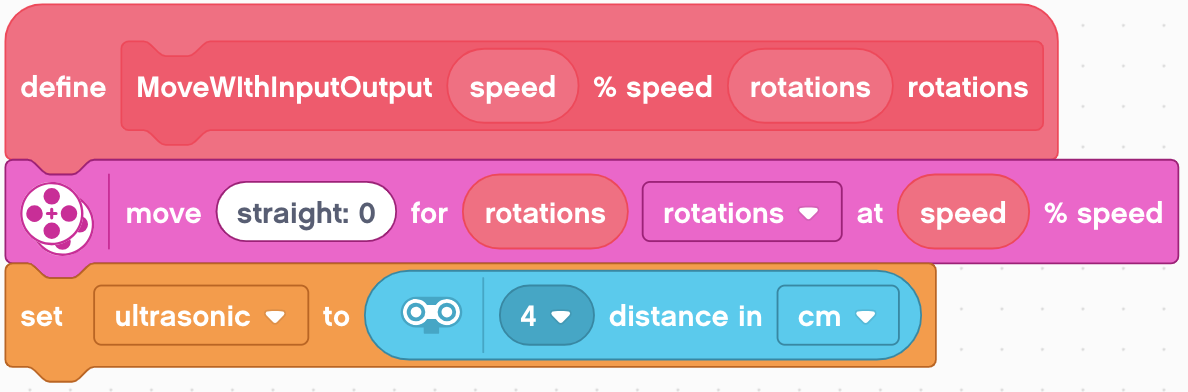 define MoveWIthInputOutput speed % speed rotations rotations
move straight: 0 for rotations rotations at speed % speed
set ultrasonic to 4 distance in cm